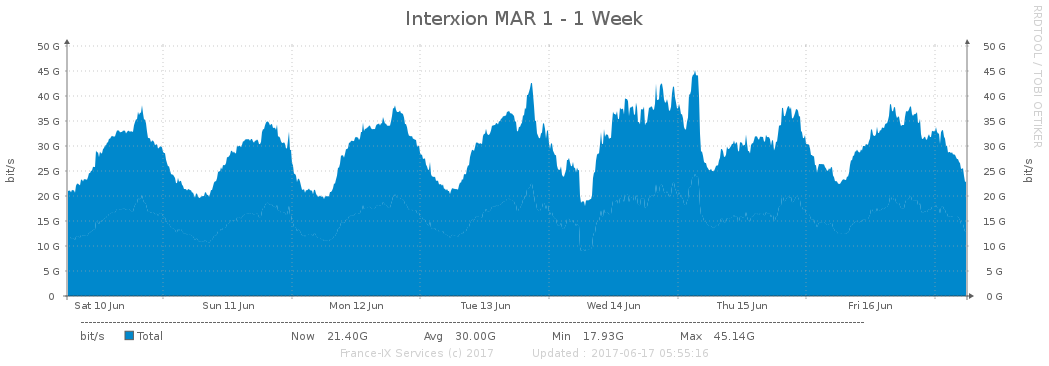 Interxion MAR 1 - 1 Week
RRDTOOL / TOBI OETIKER
50 G 50 G
45 G 45 G
40 G 40 G
35 G 35 G
30 G 30 G
25 G 25 G
20 G 20 G
15 G 15 G
10 G 10 G
5 G 5 G
0 0 G
bit/s bit/s
Sat 10 Jun Sun 11 Jun Mon 12 Jun Tue 13 Jun Wed 14 Jun Thu 15 Jun Fri 16 Jun
bit/s Total Now 21.40G Avg 30.00G Min 17.93G Max 45.14G
France-IX Services (c) 2017 Updated : 2017-06-17 05:55:16